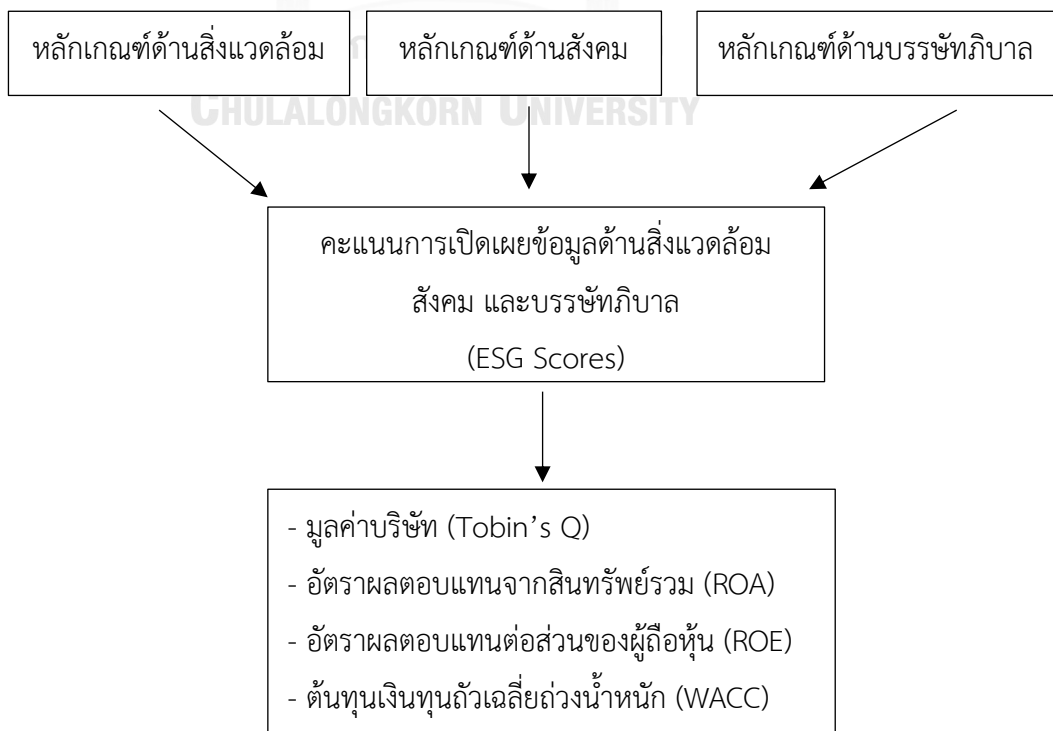 หลักเกณฑ์ด้านสิ่งแวดล้อม
หลักเกณฑ์ด้านสังคม
หลักเกณฑ์ด้านบรรษัทภิบาล
CHULALONGKORN UNIVERSITY
คะแนนการเปิดเผยข้อมูลด้านสิ่งแวดล้อม
สังคม และบรรษัทภิบาล
(ESG Scores)
- มูลค่าบริษัท (Tobin’s Q)
- อัตราผลตอบแทนจากสินทรัพย์รวม (ROA)
- อัตราผลตอบแทนต่อส่วนของผู้ถือหุ้น (ROE)
- ต้นทุนเงินทุนถัวเฉลี่ยถ่วงน้ำหนัก (WACC)